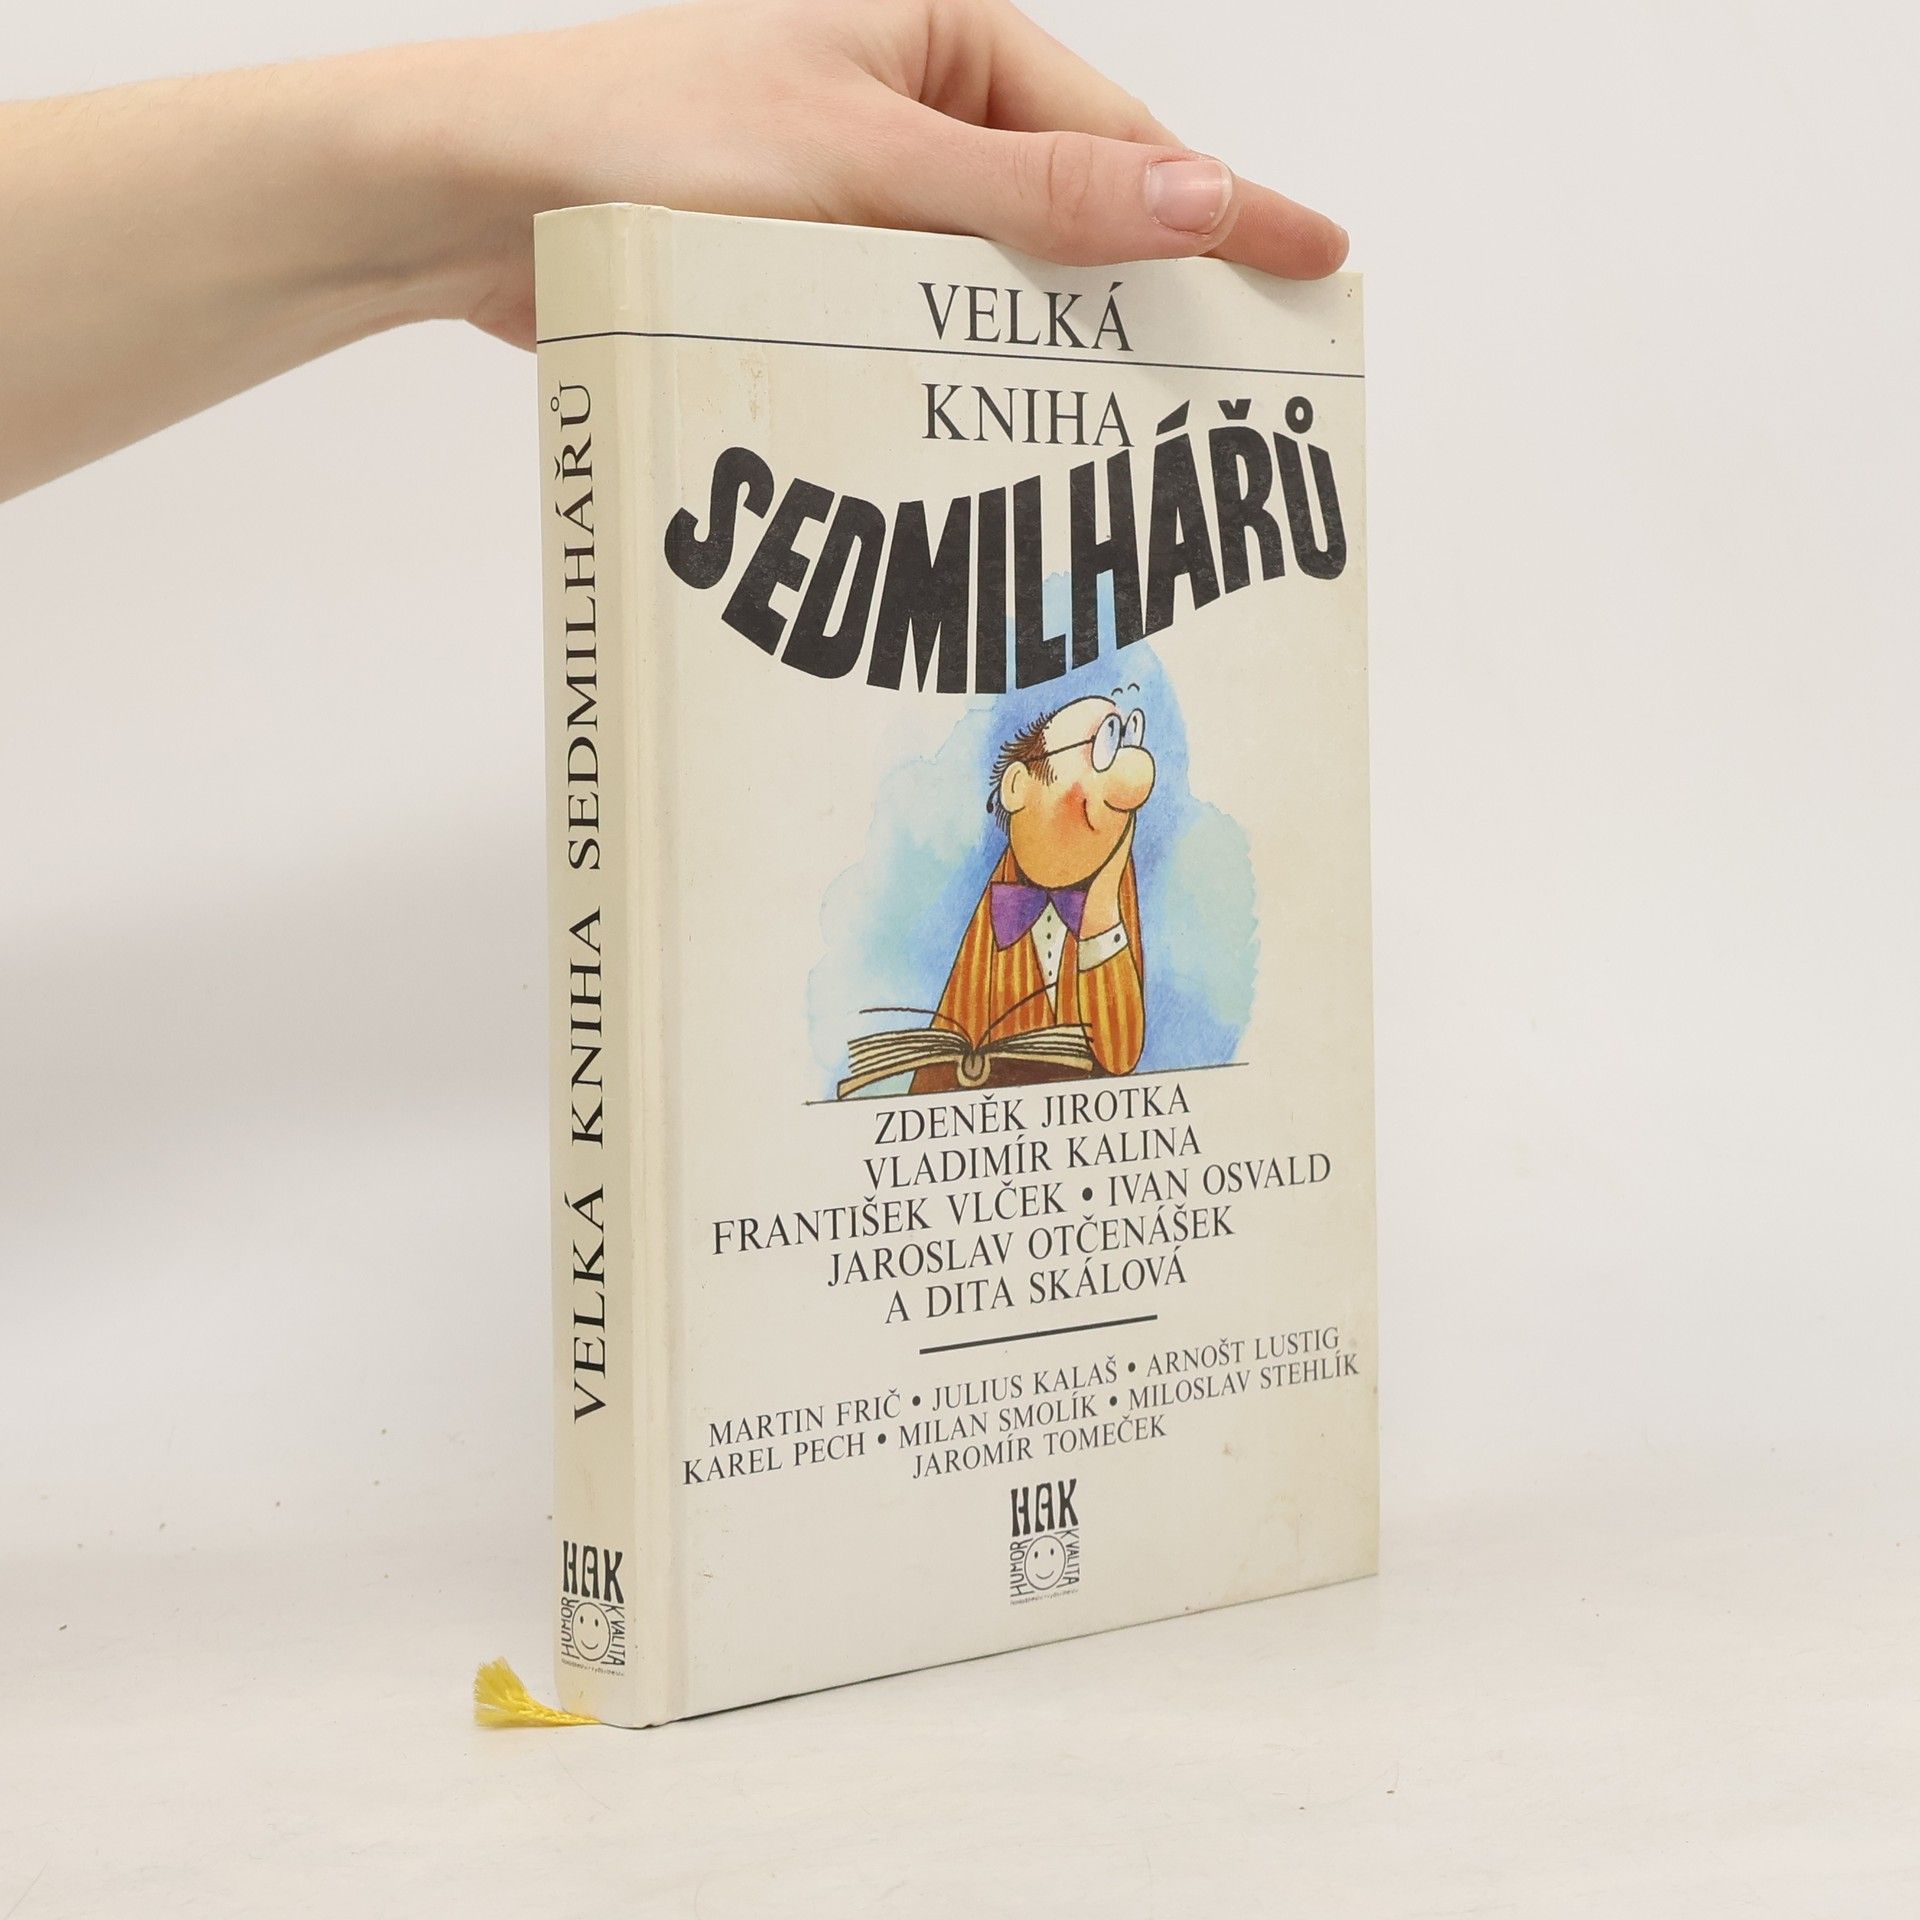 VELKÁ KNIHA SEDMILHÁŘŮ
HAK
HUMOR
KVALITA
VELKÁ
KNIHA
SEDMILHÁŘŮ
ZDENĚK JIROTKA
VLADIMÍR KALINA
FRANTIŠEK VLČEK • IVAN OSVALD
JAROSLAV OTČENÁŠEK
A DITA SKÁLOVÁ
MARTIN FRIČ • JULIUS KALAŠ • ARNOŠT LUSTIG
KAREL PECH • MILAN SMOLÍK • MILOSLAV STEHLÍK
JAROMÍR TOMEČEK
HAK
HUMOR
KVALITA